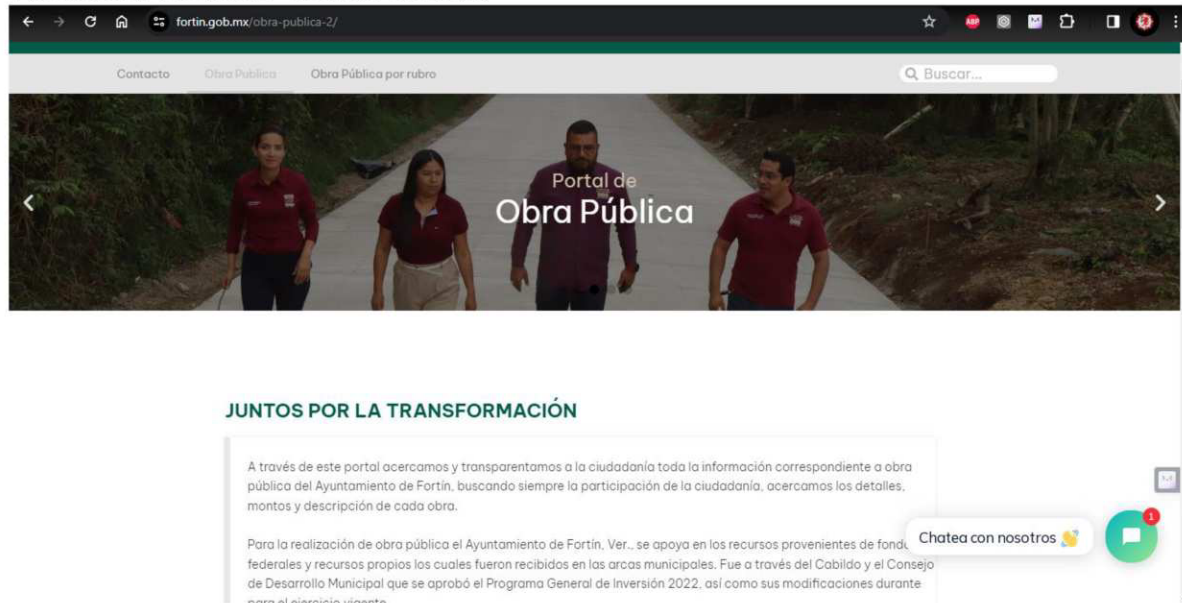 fortin.gob.mx/obra-publica-2/
ABP
Contacto Obra Publica Obra Pública por rubro Buscar...
Portal de
Obra Pública
JUNTOS POR LA TRANSFORMACIÓN
A través de este portal acercamos y transparentamos a la ciudadanía toda la información correspondiente a obra
pública del Ayuntamiento de Fortín, buscando siempre la participación de la ciudadanía, acercamos los detalles,
montos y descripción de cada obra.
1
Chatea con nosotros 👋
Para la realización de obra pública el Ayuntamiento de Fortín, Ver., se apoya en los recursos provenientes de
federales y recursos propios los cuales fueron recibidos en las arcas municipales. Fue a través del Cabildo y el Consejo
de Desarrollo Municipal que se aprobó el Programa General de Inversión 2022, así como sus modificaciones durante
para el ejercicio vigente